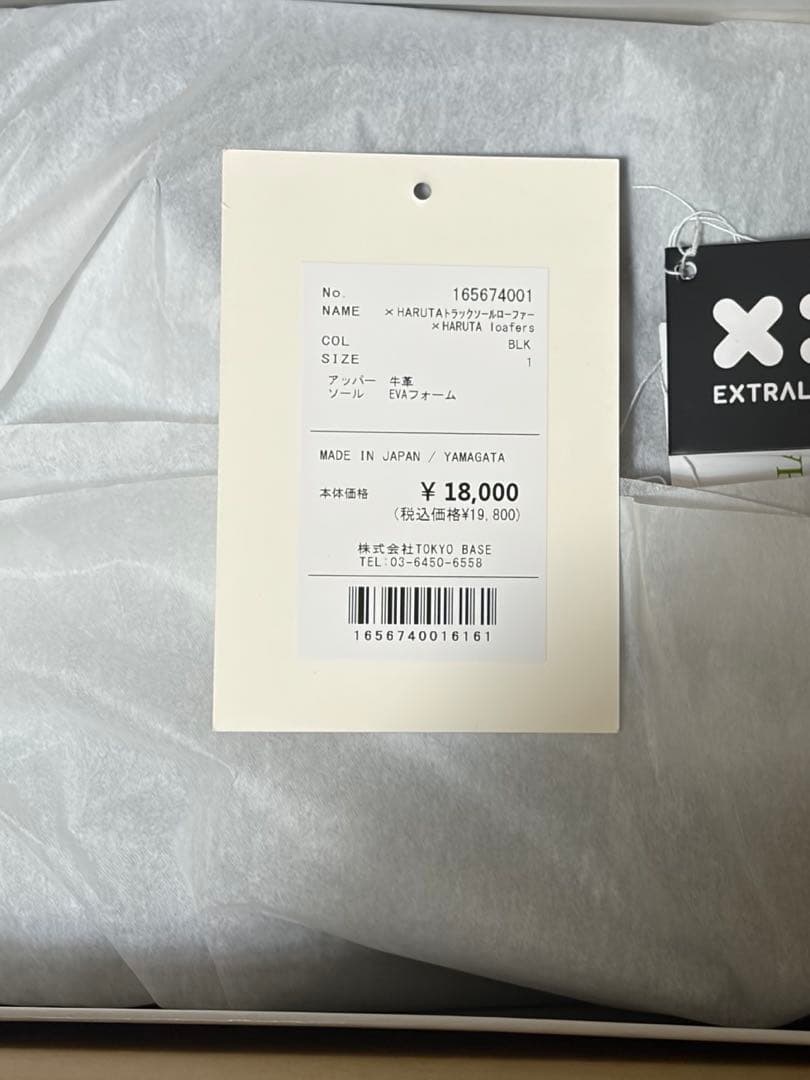 No. 165674001
NAME ×HARUTAトラックソールローファー
×HARUTA loafers
COL BLK
SIZE 1
アッパー 牛革
ソール EVAフォーム
MADE IN JAPAN / YAMAGATA
本体価格 ¥ 18,000
(税込価格¥19,800)
株式会社TOKYO BASE
TEL:03-6450-6558
1656740016161
EXTRAL